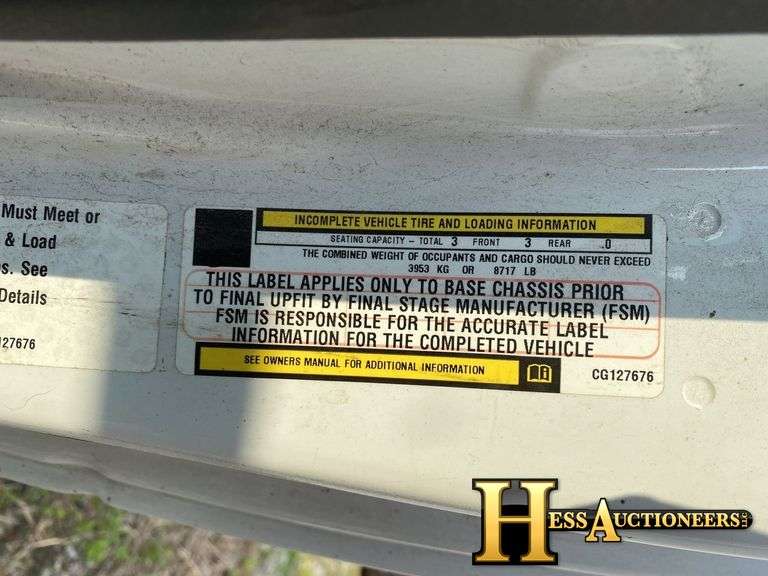 Must Meet or
& Load
s. See
Details
127676
INCOMPLETE VEHICLE TIRE AND LOADING INFORMATION
SEATING CAPACITY - TOTAL 3 FRONT 3 REAR .0
THE COMBINED WEIGHT OF OCCUPANTS AND CARGO SHOULD NEVER EXCEED
3953 KG OR 8717 LB
THIS LABEL APPLIES ONLY TO BASE CHASSIS PRIOR
TO FINAL UPFIT BY FINAL STAGE MANUFACTURER (FSM)
FSM IS RESPONSIBLE FOR THE ACCURATE LABEL
INFORMATION FOR THE COMPLETED VEHICLE
SEE OWNERS MANUAL FOR ADDITIONAL INFORMATION
CG127676
HESS AUCTIONEERS LLC